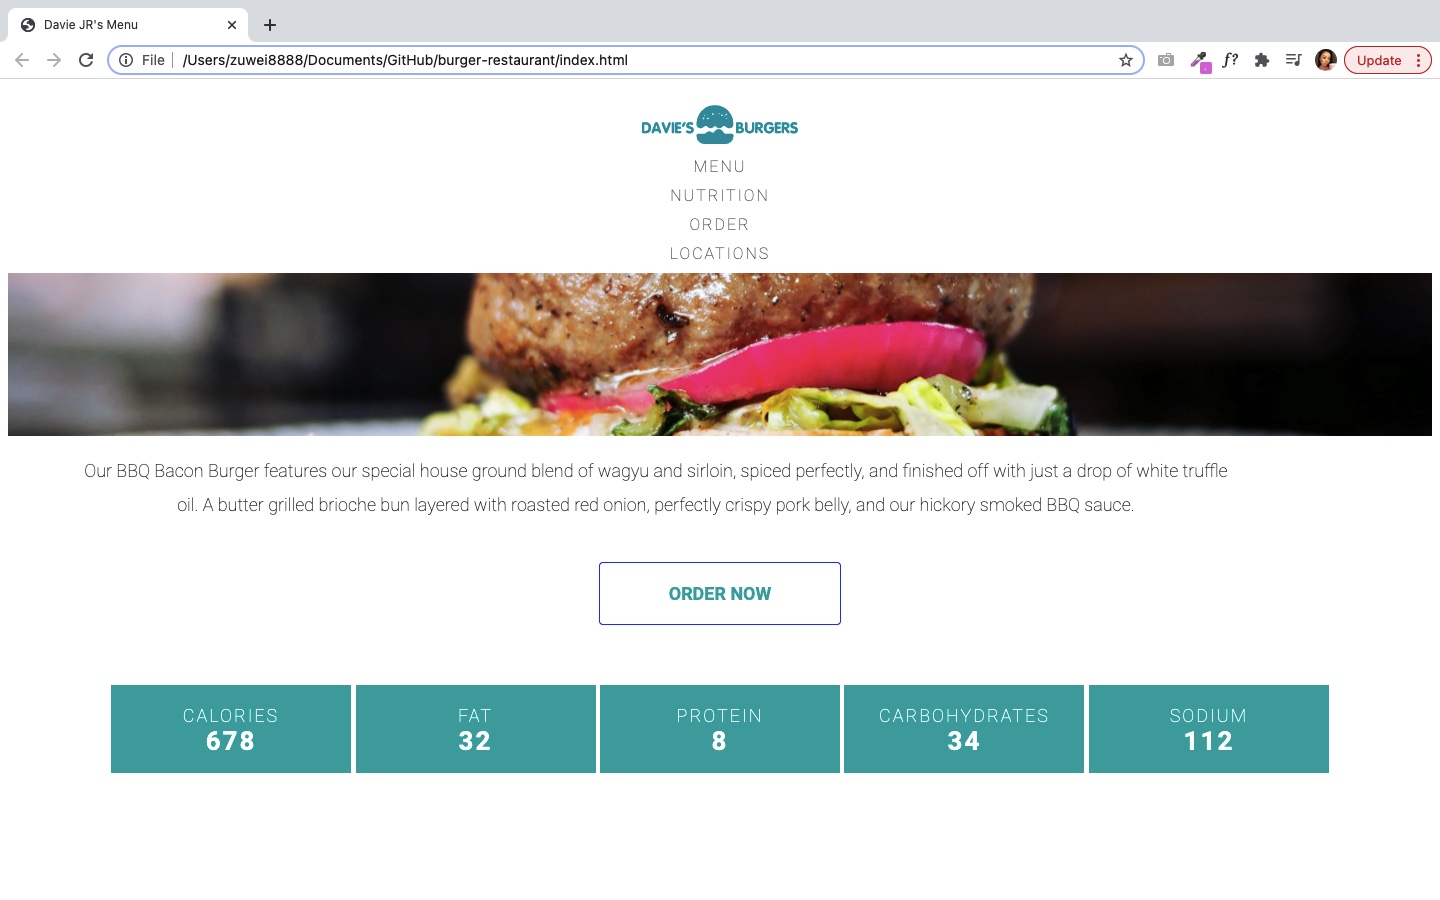 Davie JR's Menu
File /Users/zuwei8888/Documents/GitHub/burger-restaurant/index.html
f?
Update
DAVIE'S BURGERS
MENU
NUTRITION
ORDER
LOCATIONS
Our BBQ Bacon Burger features our special house ground blend of wagyu and sirloin, spiced perfectly, and finished off with just a drop of white truffle
oil. A butter grilled brioche bun layered with roasted red onion, perfectly crispy pork belly, and our hickory smoked BBQ sauce.
ORDER NOW
CALORIES FAT PROTEIN CARBOHYDRATES SODIUM
678 32 8 34 112